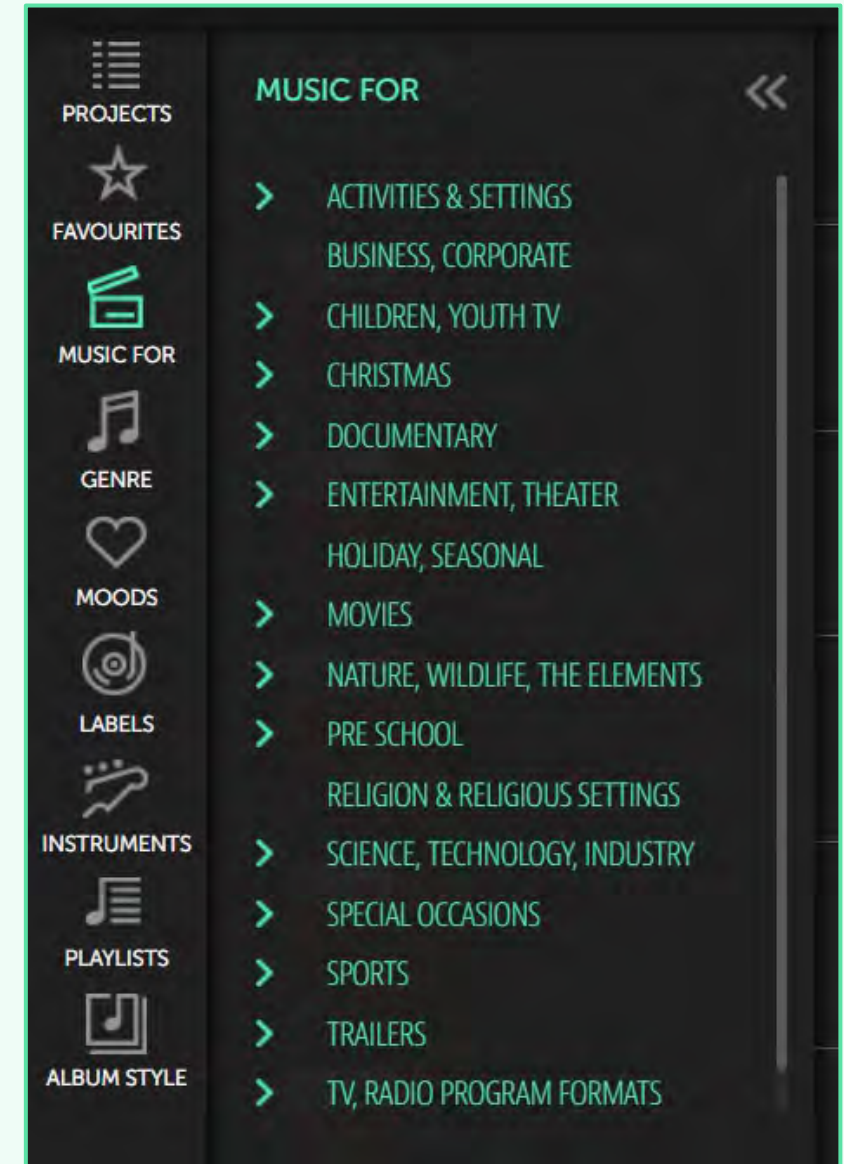 PROJECTS
FAVOURITES
MUSIC FOR
GENRE
MOODS
LABELS
INSTRUMENTS
PLAYLISTS
ALBUM STYLE
MUSIC FOR
ACTIVITIES & SETTINGS
BUSINESS, CORPORATE
CHILDREN, YOUTH TV
CHRISTMAS
DOCUMENTARY
ENTERTAINMENT, THEATER
HOLIDAY, SEASONAL
MOVIES
NATURE, WILDLIFE, THE ELEMENTS
PRE SCHOOL
RELIGION & RELIGIOUS SETTINGS
SCIENCE, TECHNOLOGY, INDUSTRY
SPECIAL OCCASIONS
SPORTS
TRAILERS
TV, RADIO PROGRAM FORMATS